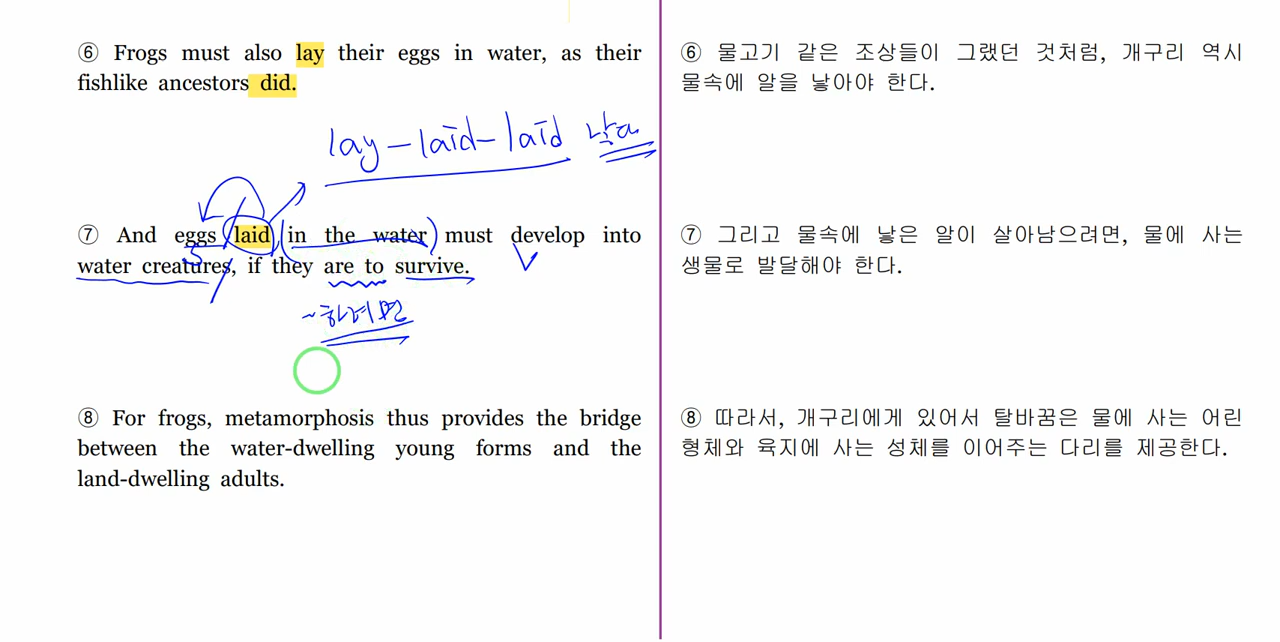 ⑥ Frogs must also lay their eggs in water, as their
fishlike ancestors did.
lay – laid – laid 낳다
⑦ And eggs laid in the water must develop into
water creatures, if they are to survive.
S
V
~하려면
⑧ For frogs, metamorphosis thus provides the bridge
between the water-dwelling young forms and the
land-dwelling adults.
⑥ 물고기 같은 조상들이 그랬던 것처럼, 개구리 역시
물속에 알을 낳아야 한다.
⑦ 그리고 물속에 낳은 알이 살아남으려면, 물에 사는
생물로 발달해야 한다.
⑧ 따라서, 개구리에게 있어서 탈바꿈은 물에 사는 어린
형체와 육지에 사는 성체를 이어주는 다리를 제공한다.